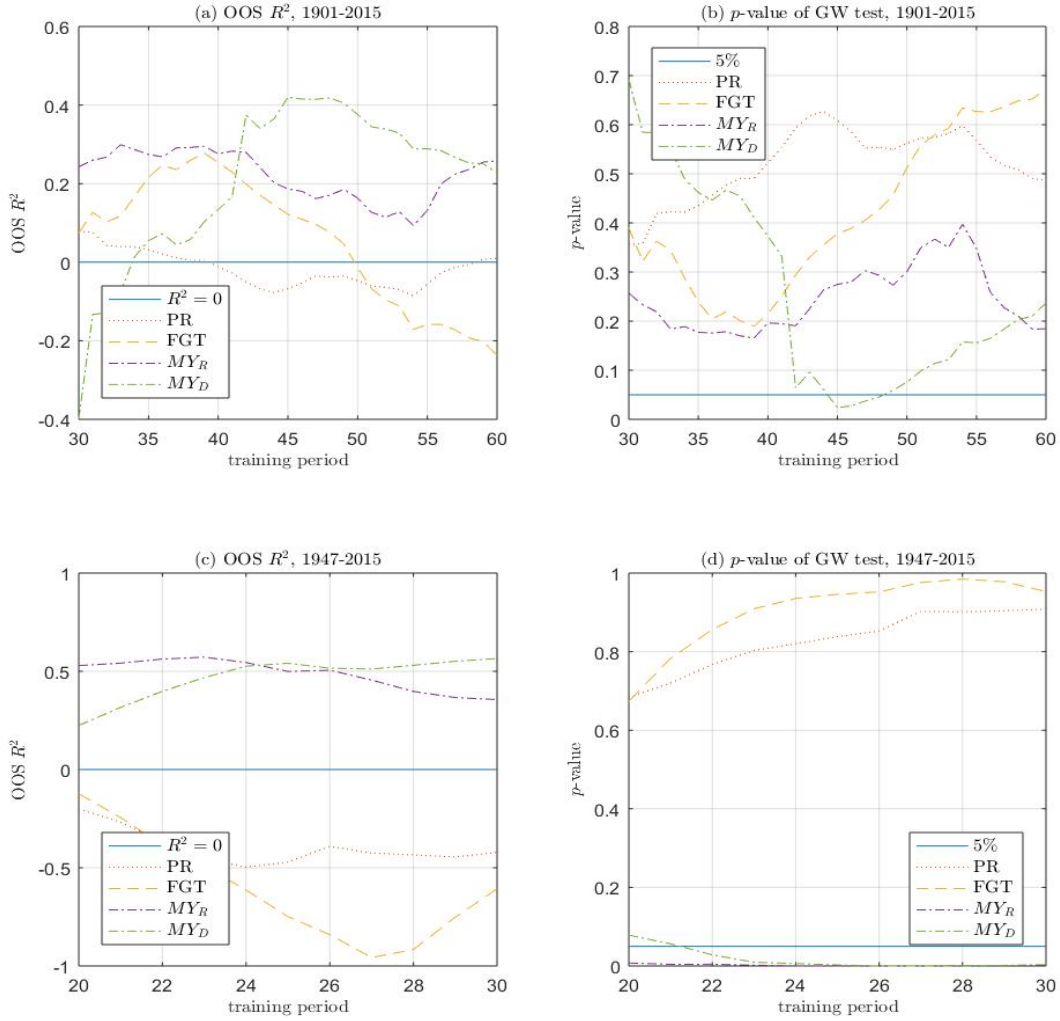 (a) OOS R², 1901-2015
0.6
0.4
0.2
0
-0.2
-0.4
OOS R²
R² = 0
PR
FGT
MY_R
MY_D
30 35 40 45 50 55 60
training period
(b) p-value of GW test, 1901-2015
0.8
0.7
0.6
0.5
0.4
0.3
0.2
0.1
0
p-value
5%
PR
FGT
MY_R
MY_D
30 35 40 45 50 55 60
training period
(c) OOS R², 1947-2015
1
0.5
0
-0.5
-1
OOS R²
R² = 0
PR
FGT
MY_R
MY_D
20 22 24 26 28 30
training period
(d) p-value of GW test, 1947-2015
1
0.8
0.6
0.4
0.2
0
p-value
5%
PR
FGT
MY_R
MY_D
20 22 24 26 28 30
training period